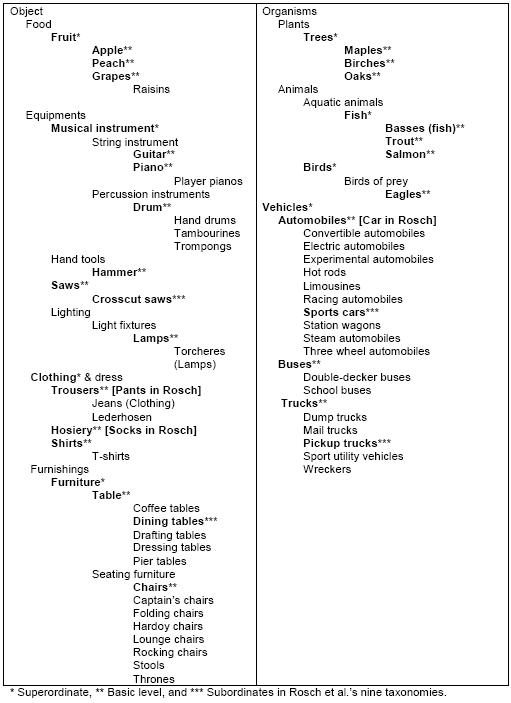 Object
Food
Fruit*
Apple**
Peach**
Grapes**
Raisins
Equipments
Musical instrument*
String instrument
Guitar**
Piano**
Player pianos
Percussion instruments
Drum**
Hand drums
Tambourines
Trompongs
Hand tools
Hammer**
Saws**
Crosscut saws***
Lighting
Light fixtures
Lamps**
Torcheres
(Lamps)
Clothing* & dress
Trousers** [Pants in Rosch]
Jeans (Clothing)
Lederhosen
Hosiery** [Socks in Rosch]
Shirts**
T-shirts
Furnishings
Furniture*
Table**
Coffee tables
Dining tables***
Drafting tables
Dressing tables
Pier tables
Seating furniture
Chairs**
Captain's chairs
Folding chairs
Hardoy chairs
Lounge chairs
Rocking chairs
Stools
Thrones
Organisms
Plants
Trees*
Maples**
Birches**
Oaks**
Animals
Aquatic animals
Fish*
Basses (fish)**
Trout**
Salmon**
Birds*
Birds of prey
Eagles**
Vehicles*
Automobiles** [Car in Rosch]
Convertible automobiles
Electric automobiles
Experimental automobiles
Hot rods
Limousines
Racing automobiles
Sports cars***
Station wagons
Steam automobiles
Three wheel automobiles
Buses**
Double-decker buses
School buses
Trucks**
Dump trucks
Mail trucks
Pickup trucks***
Sport utility vehicles
Wreckers
* Superordinate, ** Basic level, and *** Subordinates in Rosch et al.'s nine taxonomies.